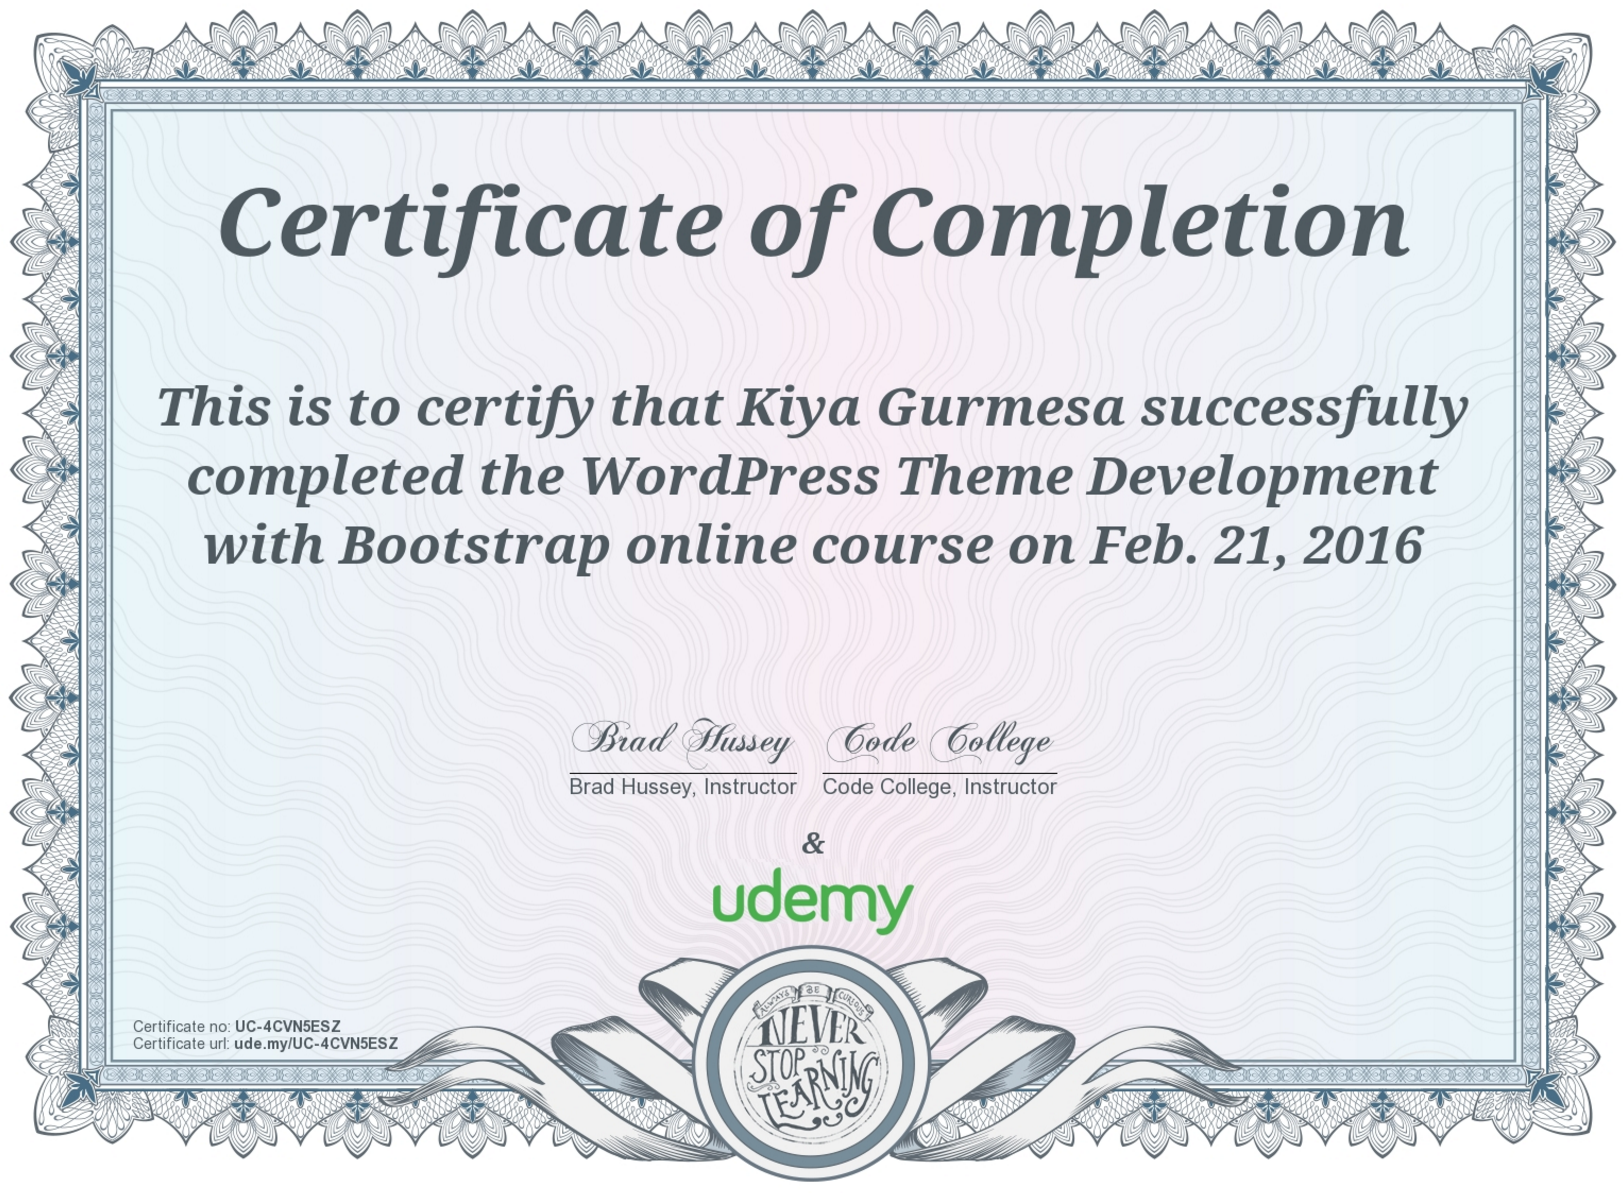 Certificate of Completion
This is to certify that Kiya Gurmesa successfully
completed the WordPress Theme Development
with Bootstrap online course on Feb. 21, 2016
Brad Hussey Code College
Brad Hussey, Instructor Code College, Instructor
&
udemy
Certificate no: UC-4CVN5ESZ
Certificate url: ude.my/UC-4CVN5ESZ
ALWAYS BE CURIOUS
NEVER
STOP
LEARNING